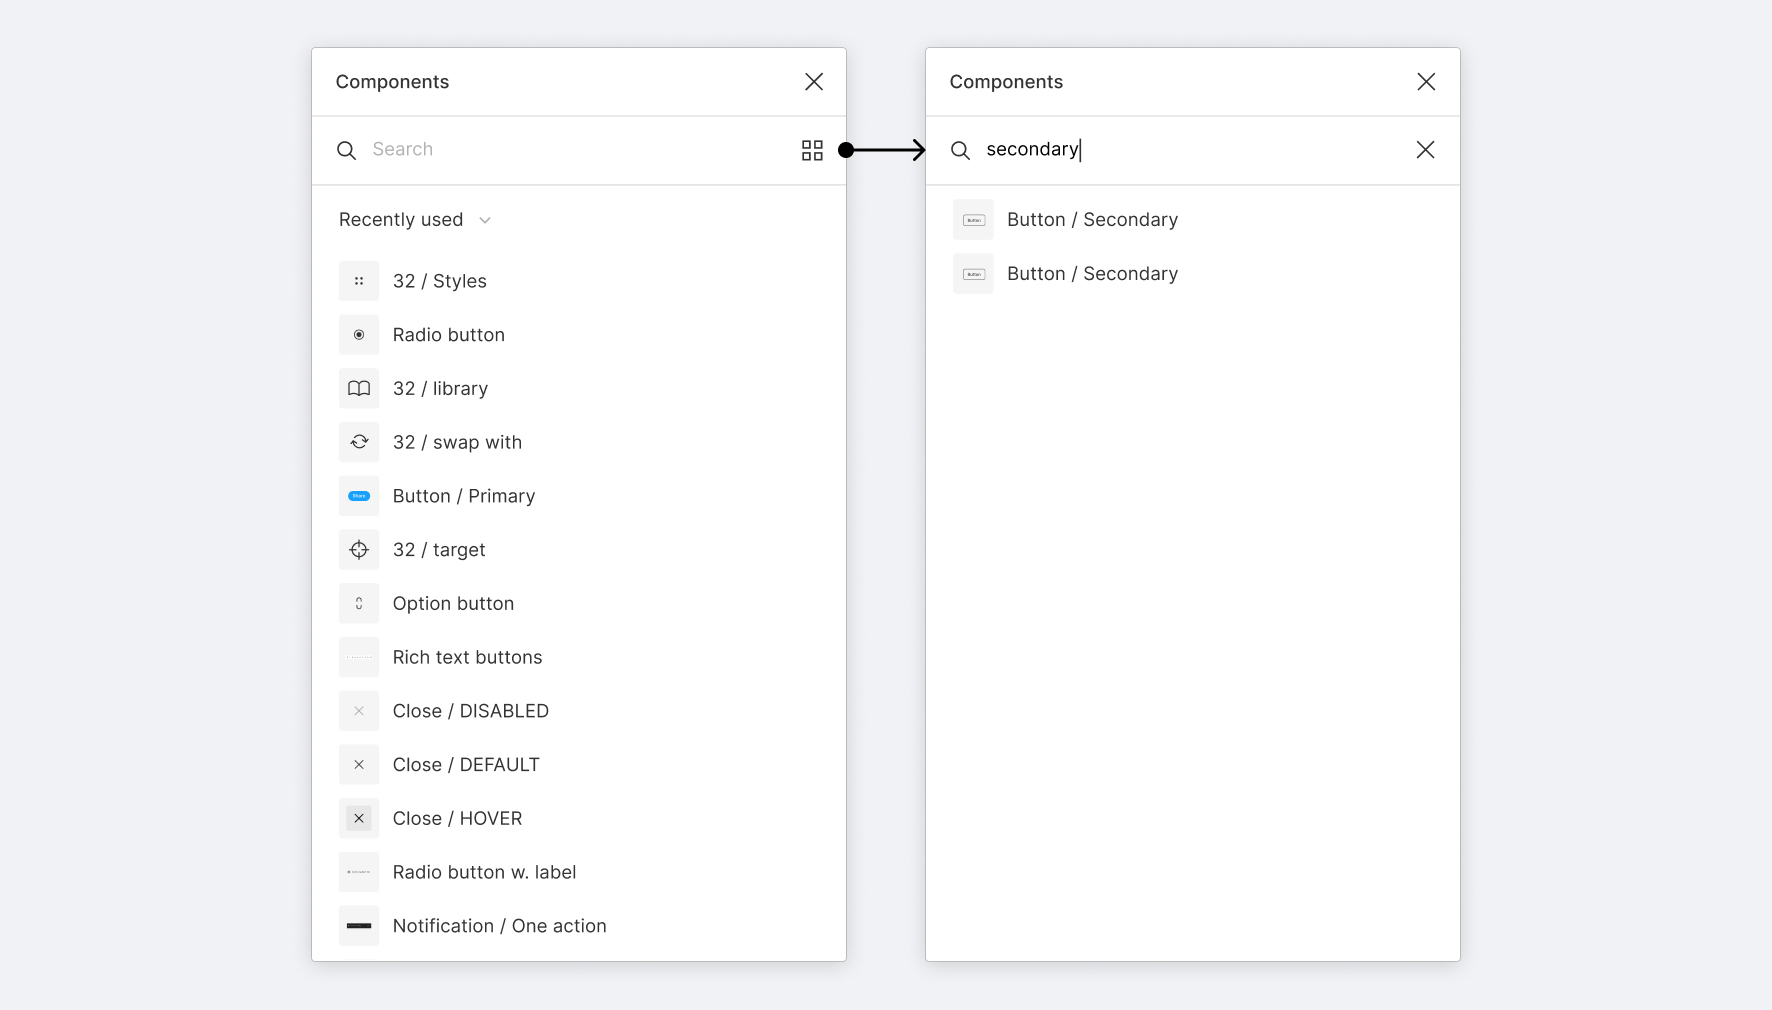 Components
Search
Recently used
32 / Styles
Radio button
32 / library
32 / swap with
Button / Primary
32 / target
Option button
Rich text buttons
Close / DISABLED
Close / DEFAULT
Close / HOVER
Radio button w. label
Notification / One action
Components
secondary
Button
Button / Secondary
Button
Button / Secondary